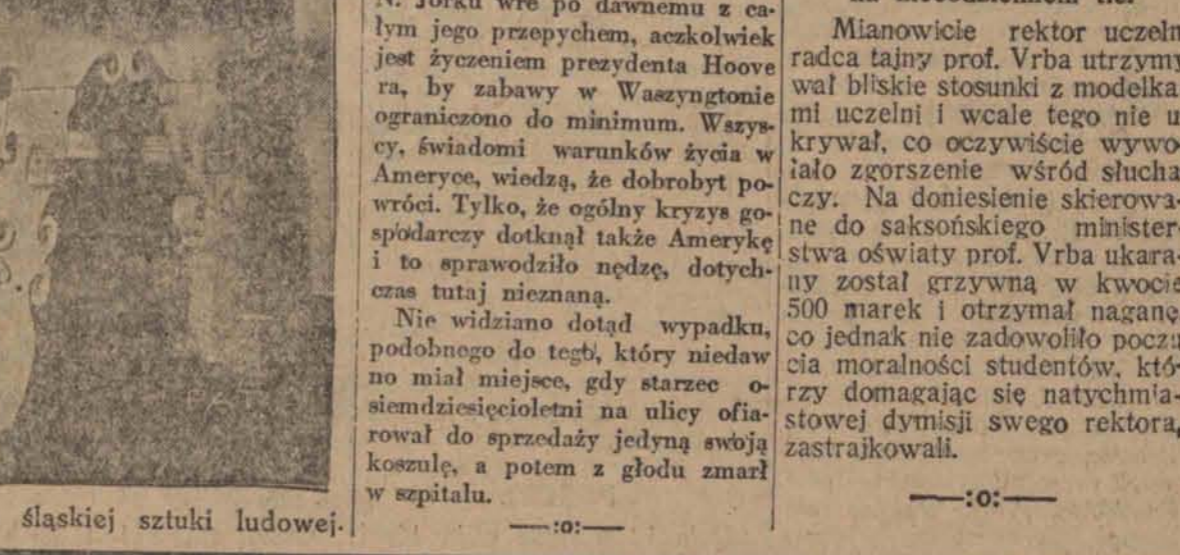 śląskiej sztuki ludowej.
N. Jorku wre po dawnemu z ca-
łym jego przepychem, aczkolwiek
jest życzeniem prezydenta Hoove
ra, by zabawy w Waszyngtonie
ograniczono do minimum. Wszys-
cy, świadomi warunków życia w
Ameryce, wiedzą, że dobrobyt po-
wróci. Tylko, że ogólny kryzys go-
spodarczy dotknął także Amerykę
i to sprawodziło nędzę, dotych-
czas tutaj nieznaną.
Nie widziano dotąd wypadku,
podobnego do tego, który niedaw
no miał miejsce, gdy starzec o-
siemdziesięcioletni na ulicy ofia-
rował do sprzedaży jedyną swoją
koszulę, a potem z głodu zmarł
w szpitalu.
—:o:—
Mianowicie rektor uczeln
radca tajny prof. Vrba utrzymy
wał bliskie stosunki z modelka
mi uczelni i wcale tego nie u
krywał, co oczywiście wywo-
łało zgorszenie wśród słucha
czy. Na doniesienie skierowa-
ne do saksońskiego minister-
stwa oświaty prof. Vrba ukara-
ny został grzywną w kwocie
500 marek i otrzymał naganę,
co jednak nie zadowoliło poczu
cia moralności studentów, któ-
rzy domagając się natychmia-
stowej dymisji swego rektora,
zastrajkowali.
—:o:—